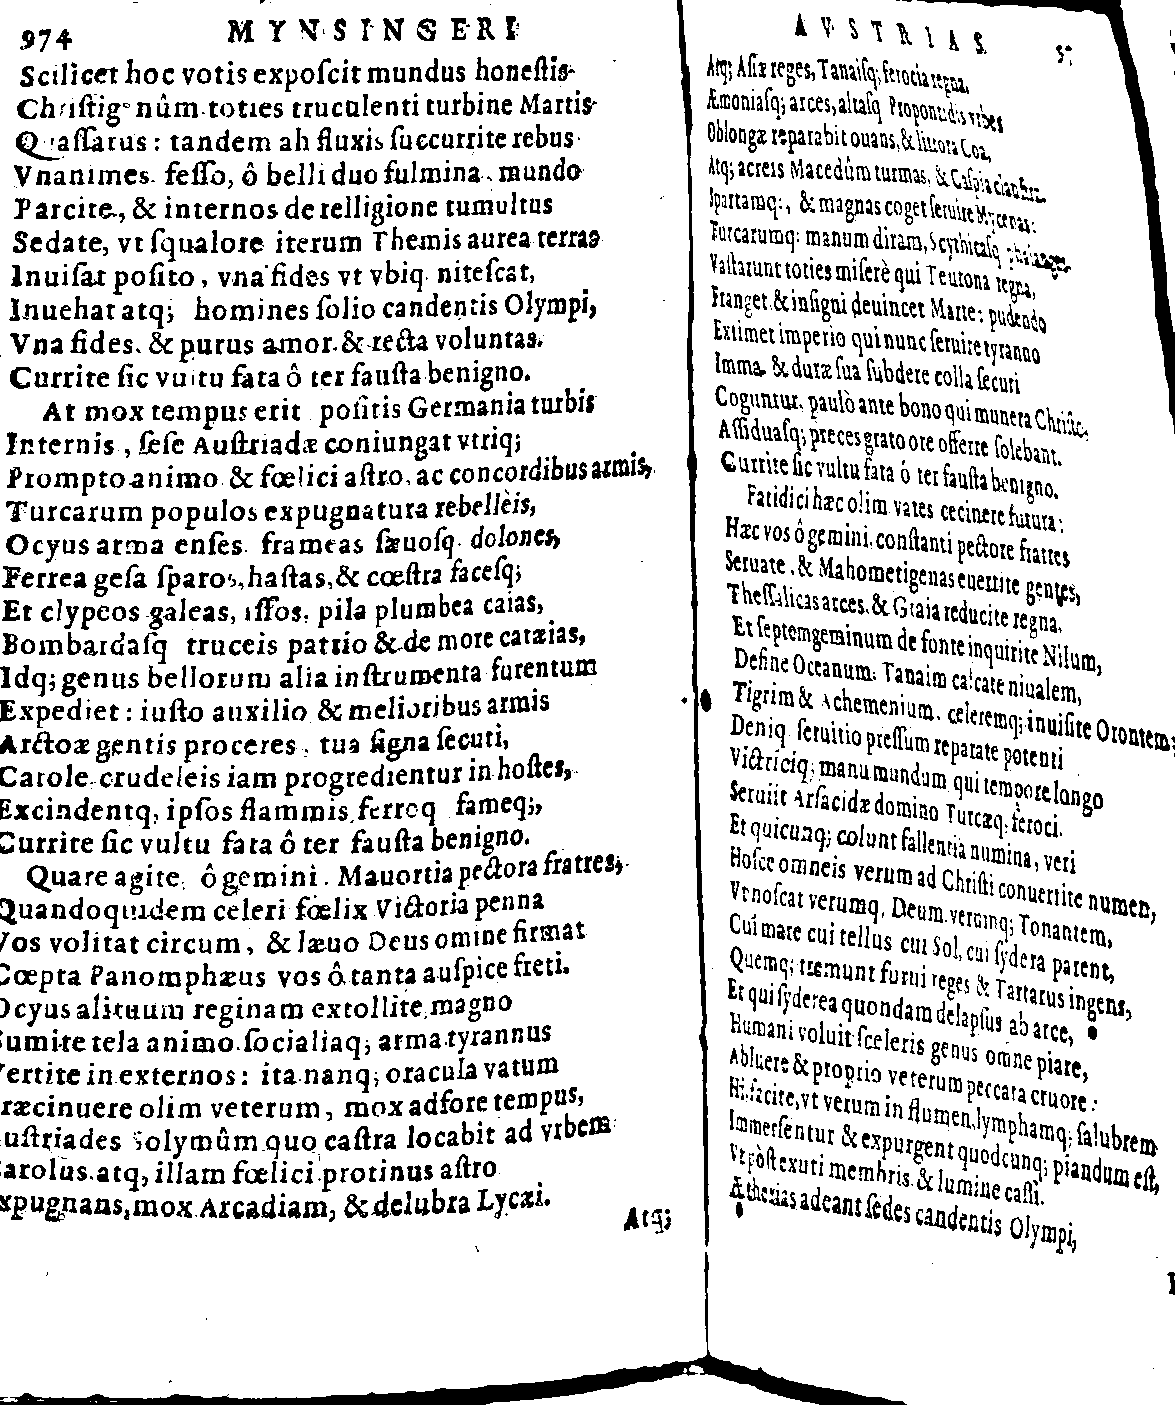 974 MYNSINGERI
Scilicet hoc votis expoſcit mundus honeſtis
Chriſtigenûm toties truculenti turbine Martis
Quaſſatus: tandem ah fluxis ſuccurrite rebus
Vnanimes. feſſo, ô belli duo fulmina, mundo
Parcite, & internos de relligione tumultus
Sedate, vt ſqualore iterum Themis aurea terras
Inuiſat poſito, vna fides vt vbiq niteſcat,
Inuehat atq; homines ſolio candentis Olympi,
Vna fides, & purus amor & recta voluntas.
Currite ſic vultu fata ô ter fauſta benigno.
At mox tempus erit poſitis Germania turbis
Internis, ſeſe Auſtriadæ coniungat vtriq;
Prompto animo & fœlici aſtro, ac concordibus armis,
Turcarum populos expugnatura rebelleis,
Ocyus arma enſes, frameas ſæuoſq dolones,
Ferrea geſa ſparos, haſtas, & cœſtra faceſq;
Et clypeos galeas, iſſos, pila plumbea caias,
Bombardaſq truceis patrio & de more catæias,
Idq; genus bellorum alia inſtrumenta furentum
Expediet: iuſto auxilio & melioribus armis
Arctoæ gentis proceres, tua ſigna ſecuti,
Carole crudeleis iam progredientur in hoſtes,
Excindentq, ipſos flammis ferroq fameq;,
Currite ſic vultu fata ô ter fauſta benigno.
Quare agite, ô gemini, Mauortia pectora fratres,
Quandoquidem celeri fœlix Victoria penna
Vos volitat circum, & læuo Deus omine firmat
Cœpta Panomphæus vos ô tanta auſpice freti.
Ocyus alituum reginam extollite, magno
umite tela animo ſocialiaq; arma tyrannus
Vertite in externos: ita nanq; oracula vatum
ræcinuere olim veterum, mox adfore tempus,
uſtriades Solymûm quo caſtra locabit ad vrbem
Carolus atq, illam fœlici protinus aſtro
xpugnans, mox Arcadiam, & delubra Lycæi.
Atq;
AVSTRIAS
Atq; Aſiæ reges, Tanaiſq; ferocia regna,
Æmoniaſq; arces, altaſq Propontidis vrbes
Oblongæ reparabit ouans, & litora Coa,
Atq; acreis Macedûm turmas, & Caſpia clauſtra
Spartamq;, & magnas coget ſeruire Mycenas:
Turcarumq; manum diram, Scythicaſq phalanges
Vaſtarunt toties miſerè qui Teutona regna,
Franget & inſigni deuincet Marte: pudendo
Eximet imperio qui nunc ſeruire tyranno
Immani & duræ ſua ſubdere colla ſecuri
Coguntur, paulò ante bono qui munera Chriſto,
Aſſiduaſq; preces grato ore offerre ſolebant.
Currite ſic vultu fata ô ter fauſta benigno.
Fatidici hæc olim vates cecinere futura:
Hæc vos ô gemini, conſtanti pectore fratres
Seruate, & Mahometigenas euertite gentes,
Theſſalicas arces, & Graia reducite regna.
Et ſeptemgeminum de fonte inquirite Nilum,
Define Oceanum: Tanaim calcate niualem,
Tigrim & Achemenium, celeremq; inuiſite Orontem;
Deniq ſeruitio preſſum reparate potenti
Victriciq; manu mundum qui tempore longo
Seruiit Arſacidæ domino Turcæq; feroci.
Et quicunq; colunt fallentia numina, veri
Hoſce omneis verum ad Chriſti conuertite numen,
Vt noſcat verumq, Deum verumq; Tonantem,
Cui mare cui tellus cui Sol, cui ſydera parent,
Quemq; tremunt furui reges & Tartarus ingens,
Et qui ſyderea quondam delapſus ab arce,
Humani voluit ſceleris genus omne piare,
Abluere & proprio veterum peccata cruore:
Hi facite, vt verum in flumen, lymphamq; ſalubrem
Immerſentur & expurgent quodcunq; piandum eſt,
Vt pòſt exuti membris & lumine caſſi.
Ætherias adeant ſedes candentis Olympi,